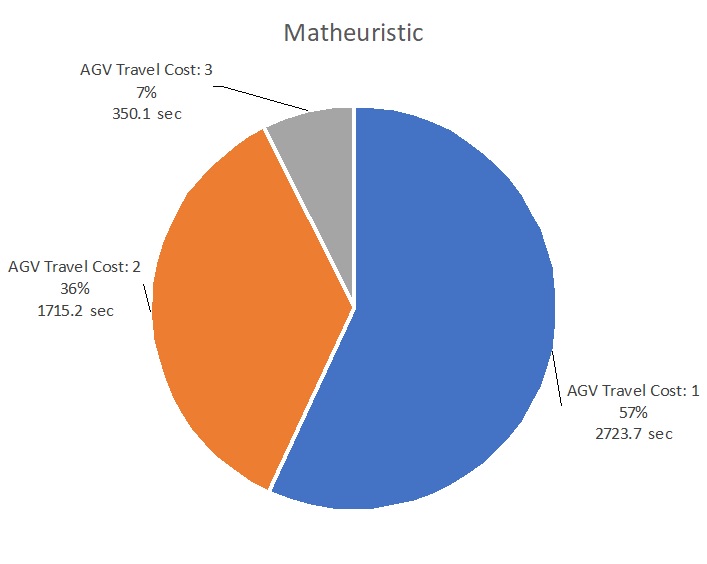 Matheuristic
AGV Travel Cost: 3
7%
350.1 sec
AGV Travel Cost: 2
36%
1715.2 sec
AGV Travel Cost: 1
57%
2723.7 sec